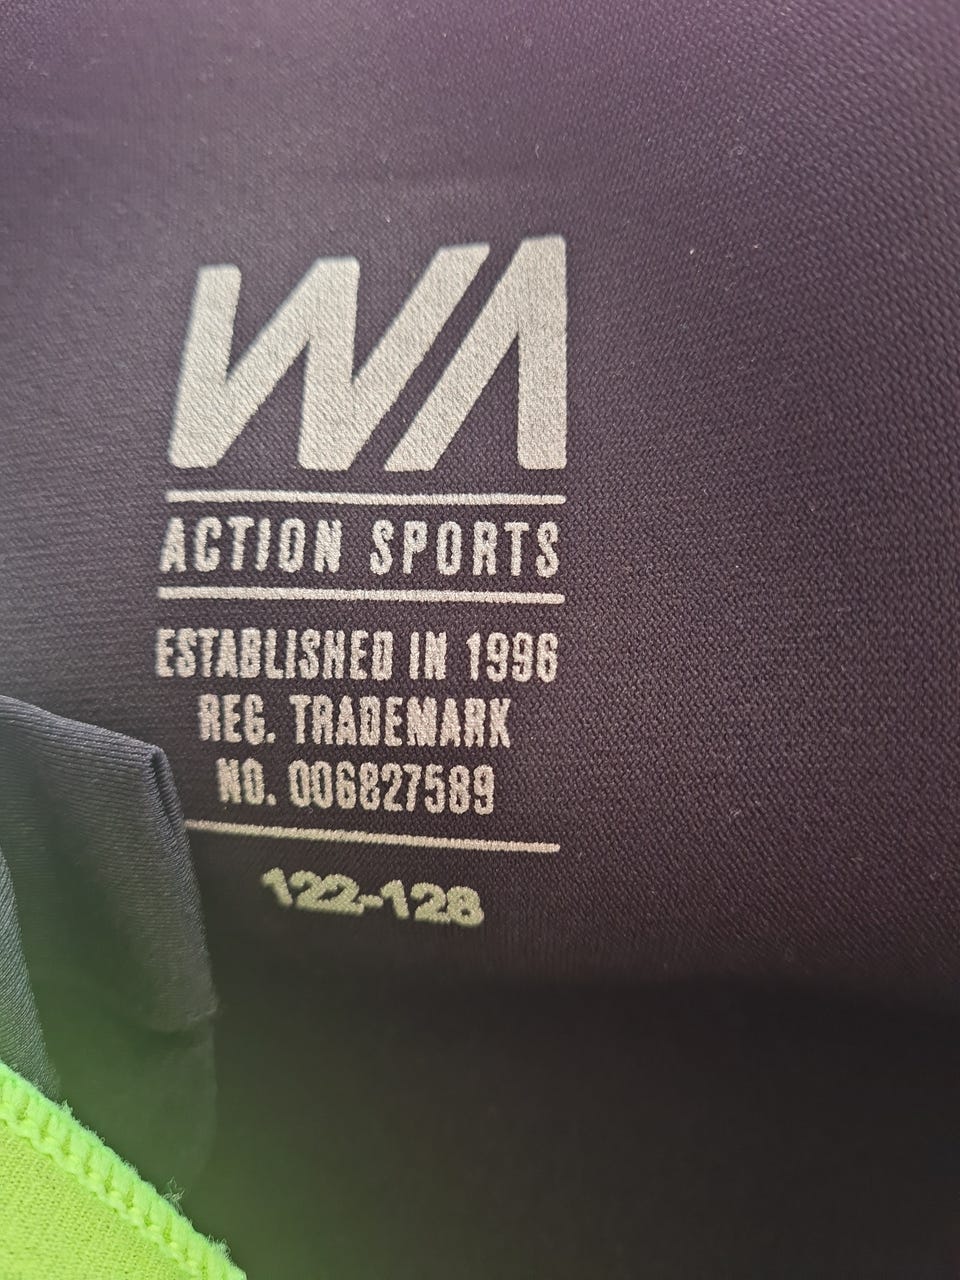 WA
ACTION SPORTS
ESTABLISHED IN 1996
REG. TRADEMARK
NO. 006827589
122-128